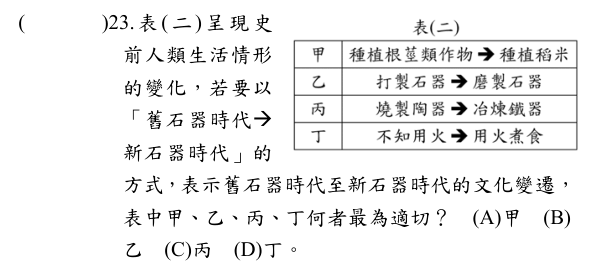 (　　)23.表(二)呈現史
前人類生活情形
的變化，若要以
「舊石器時代→
新石器時代」的
方式，表示舊石器時代至新石器時代的文化變遷，
表中甲、乙、丙、丁何者最為適切？　(A)甲　(B)
乙　(C)丙　(D)丁。
表(二)
甲　種植根莖類作物→種植稻米
乙　打製石器→磨製石器
丙　燒製陶器→冶煉鐵器
丁　不知用火→用火煮食